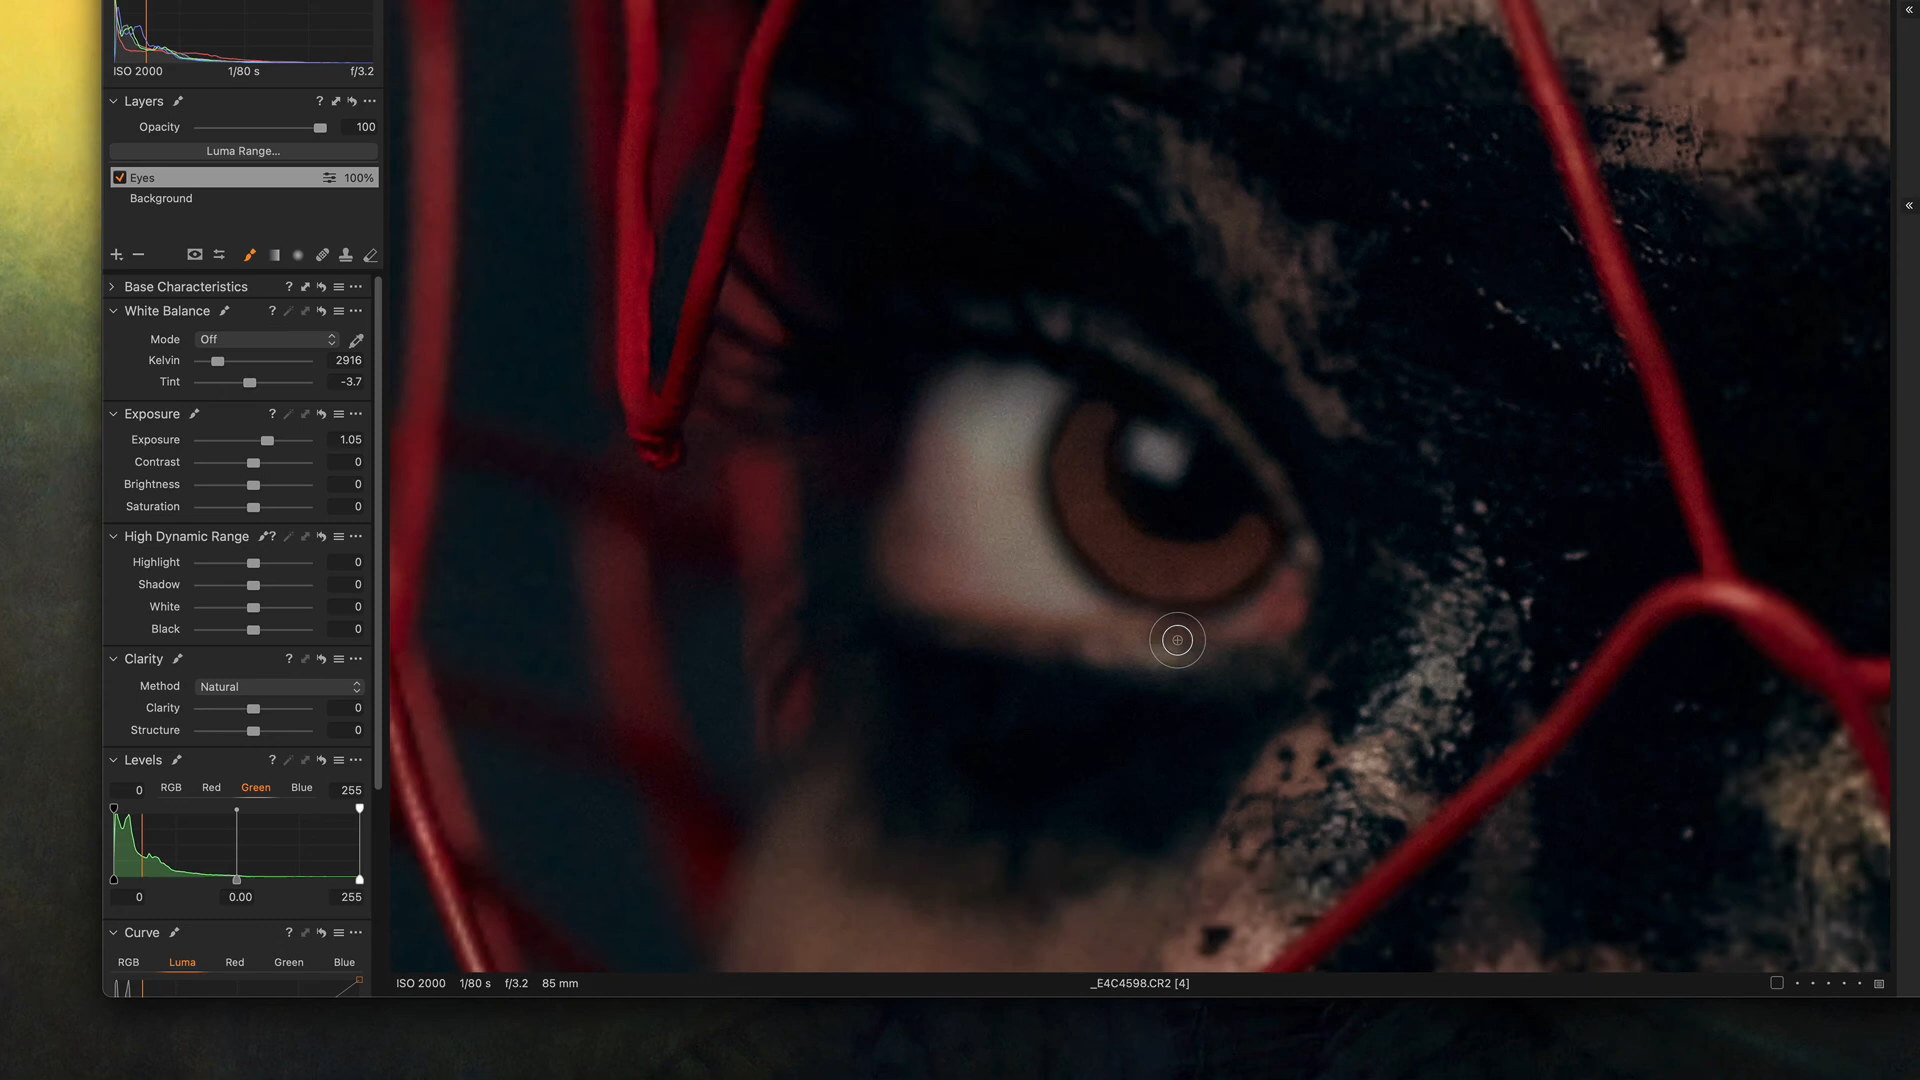 ISO 2000 1/80 s f/3.2
Layers ?
Opacity 100
Luma Range...
Eyes 100%
Background
Base Characteristics ?
White Balance ?
Mode Off
Kelvin 2916
Tint -3.7
Exposure ?
Exposure 1.05
Contrast 0
Brightness 0
Saturation 0
High Dynamic Range ?
Highlight 0
Shadow 0
White 0
Black 0
Clarity ?
Method Natural
Clarity 0
Structure 0
Levels ?
0 RGB Red Green Blue 255
0 0.00 255
Curve ?
RGB Luma Red Green Blue
ISO 2000 1/80 s f/3.2 85 mm
_E4C4598.CR2 [4]